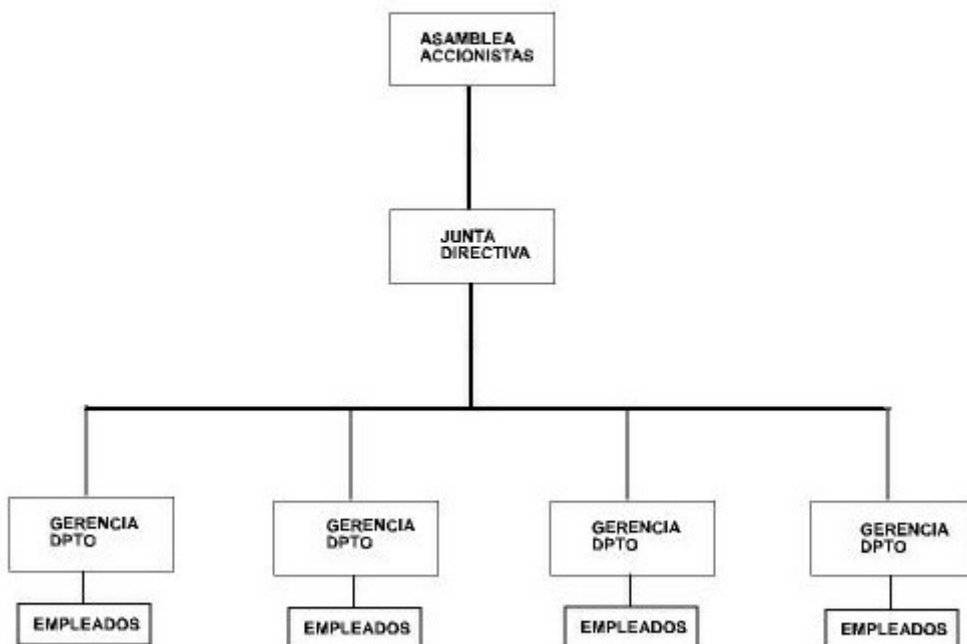 ASAMBLEA
ACCIONISTAS
JUNTA
DIRECTIVA
GERENCIA
DPTO
GERENCIA
DPTO
GERENCIA
DPTO
GERENCIA
DPTO
EMPLEADOS
EMPLEADOS
EMPLEADOS
EMPLEADOS